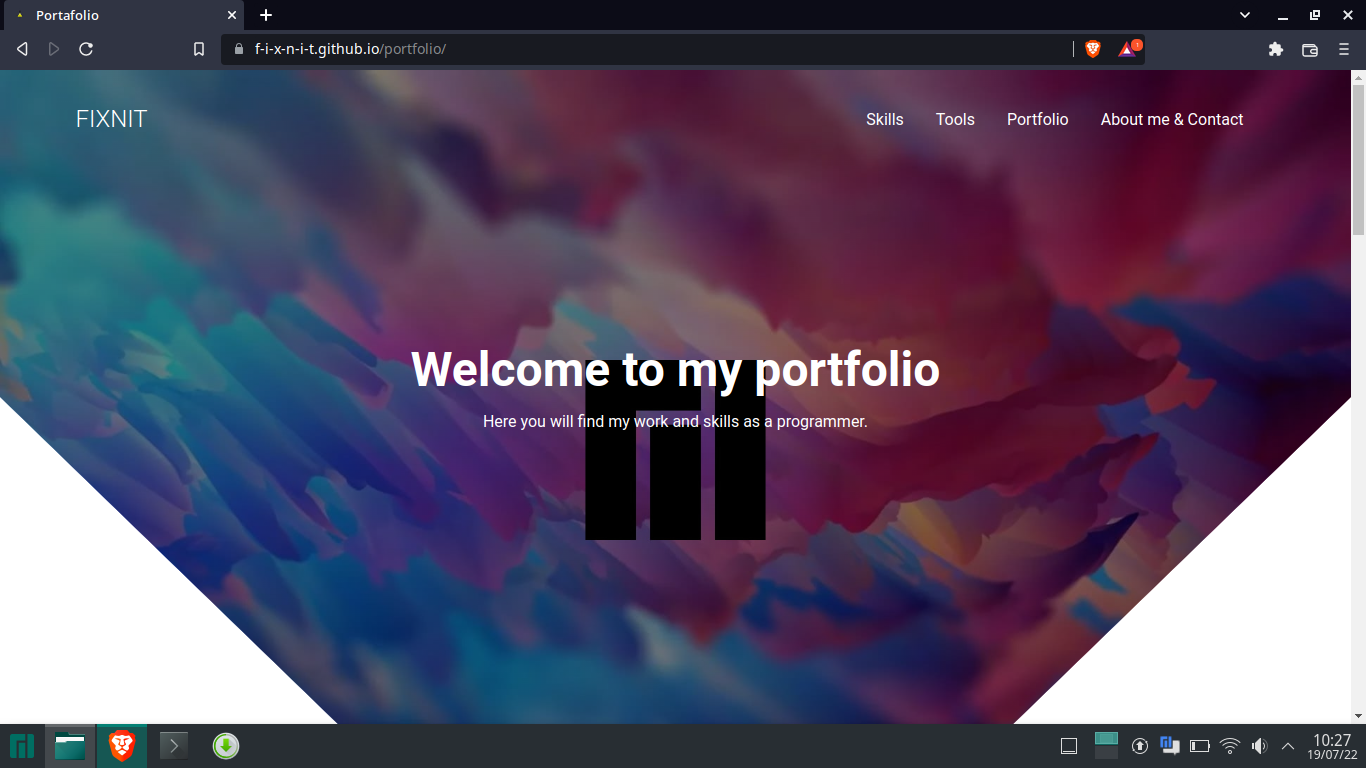 Portafolio
f-i-x-n-i-t.github.io/portfolio/
FIXNIT
Skills Tools Portfolio About me & Contact
Welcome to my portfolio
Here you will find my work and skills as a programmer.
10:27
19/07/22